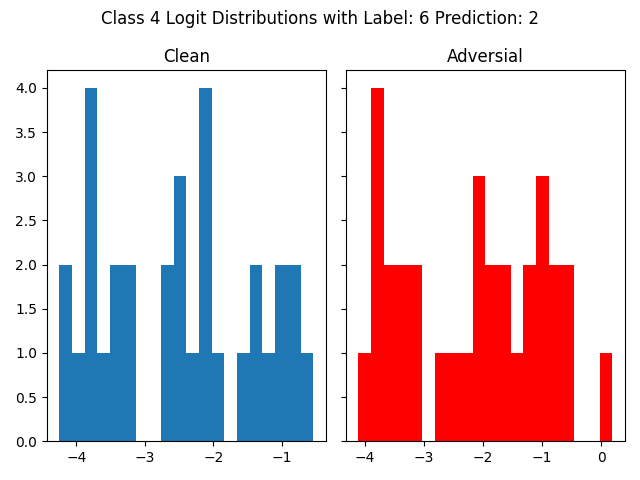 Class 4 Logit Distributions with Label: 6 Prediction: 2
Clean
Adversial
4.0
3.5
3.0
2.5
2.0
1.5
1.0
0.5
0.0
−4 −3 −2 −1
−4 −3 −2 −1 0